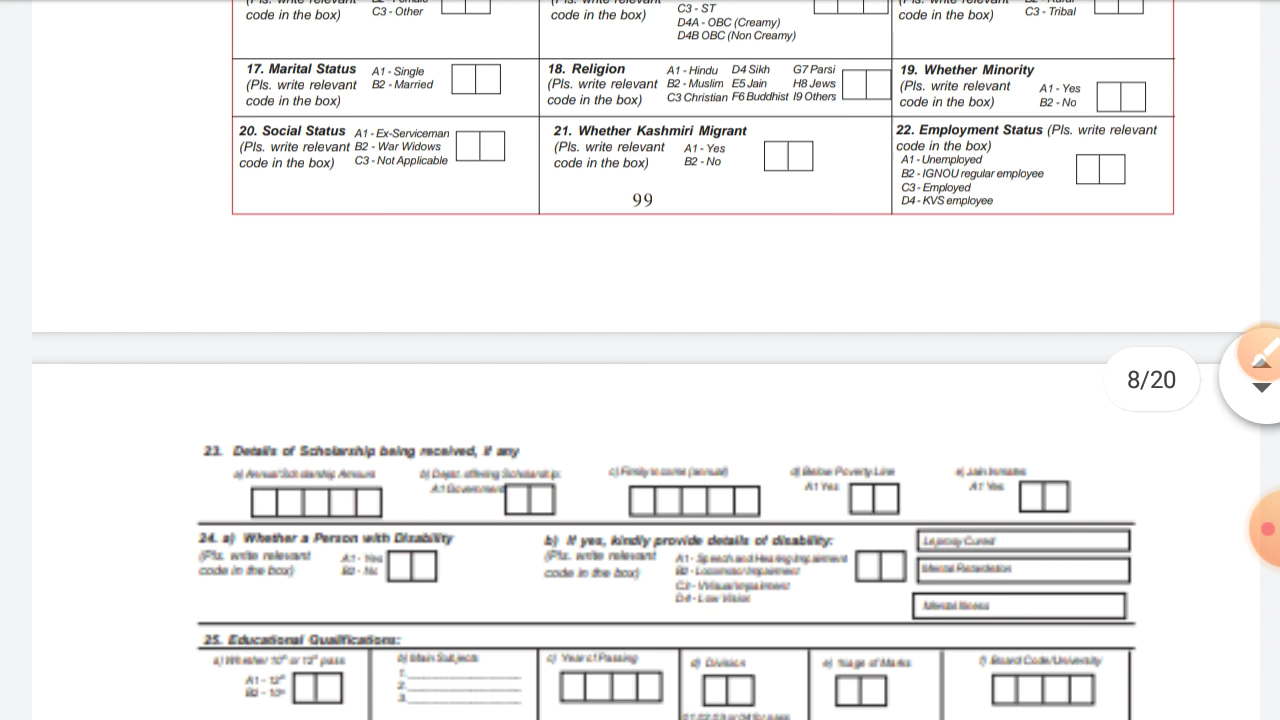 code in the box)
C3 - Other
code in the box)
C3 - ST
D4A - OBC (Creamy)
D4B OBC (Non Creamy)
code in the box)
C3 - Tribal
17. Marital Status
(Pls. write relevant
code in the box)
A1 - Single
B2 - Married
18. Religion
(Pls. write relevant
code in the box)
A1 - Hindu D4 Sikh G7 Parsi
B2 - Muslim E5 Jain H8 Jews
C3 Christian F6 Buddhist I9 Others
19. Whether Minority
(Pls. write relevant
code in the box)
A1 - Yes
B2 - No
20. Social Status
(Pls. write relevant
code in the box)
A1 - Ex-Serviceman
B2 - War Widows
C3 - Not Applicable
21. Whether Kashmiri Migrant
(Pls. write relevant
code in the box)
A1 - Yes
B2 - No
22. Employment Status (Pls. write relevant
code in the box)
A1 - Unemployed
B2 - IGNOU regular employee
C3 - Employed
D4 - KVS employee
99
8/20
23. Details of Scholarship being received, if any
a) Annual Scholarship Amount
b) Deptt. offering Scholarship:
A1 Government
c) Family Income (annual)
d) Below Poverty Line
A1 Yes
e) Jain Inmates
A1 Yes
24. a) Whether a Person with Disability
(Pls. write relevant
code in the box)
A1 - Yes
B2 - No
b) If yes, kindly provide details of disability:
(Pls. write relevant
code in the box)
A1 - Speech and Hearing Impairment
B2 - Locomotor Impairment
C3 - Visual Impairment
D4 - Low Vision
Leprosy Cured
Mental Retardation
Mental Illness
25. Educational Qualifications:
a) Whether 10th or 12th pass
A1 - 12th
B2 - 10th
b) Main Subjects
1.
2.
3.
c) Year of Passing
d) Division
e) %age of Marks
f) Board Code/University